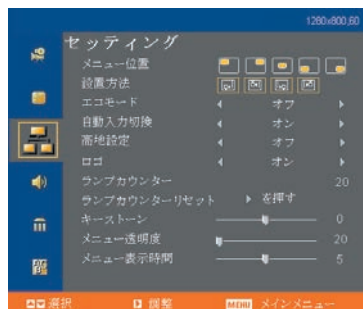 1280x800,60
セッティング
メニュー位置
設置方法
エコモード オフ
自動入力切換 オン
高地設定 オフ
ロゴ オン
ランプカウンター 20
ランプカウンターリセット を押す
キーストーン 0
メニュー透明度 20
メニュー表示時間 5
選択 調整 MENU メインメニュー